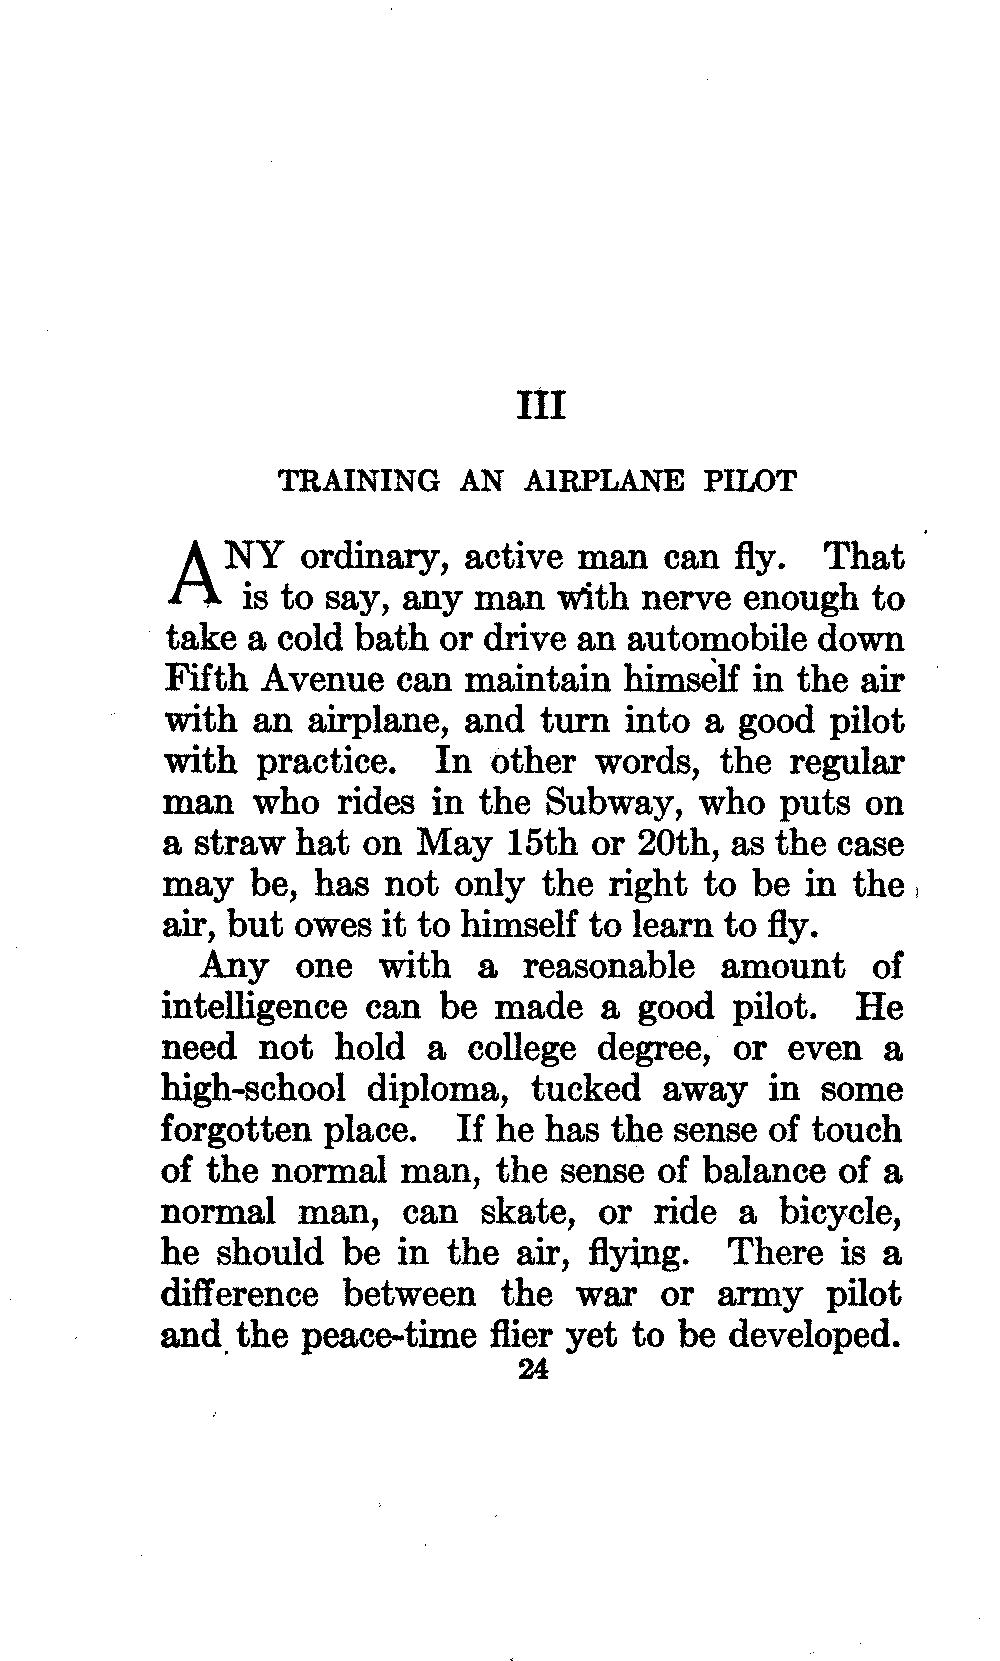 III
TRAINING AN AIRPLANE PILOT
ANY ordinary, active man can fly. That
is to say, any man with nerve enough to
take a cold bath or drive an automobile down
Fifth Avenue can maintain himself in the air
with an airplane, and turn into a good pilot
with practice. In other words, the regular
man who rides in the Subway, who puts on
a straw hat on May 15th or 20th, as the case
may be, has not only the right to be in the
air, but owes it to himself to learn to fly.
Any one with a reasonable amount of
intelligence can be made a good pilot. He
need not hold a college degree, or even a
high-school diploma, tucked away in some
forgotten place. If he has the sense of touch
of the normal man, the sense of balance of a
normal man, can skate, or ride a bicycle,
he should be in the air, flying. There is a
difference between the war or army pilot
and the peace-time flier yet to be developed.
24